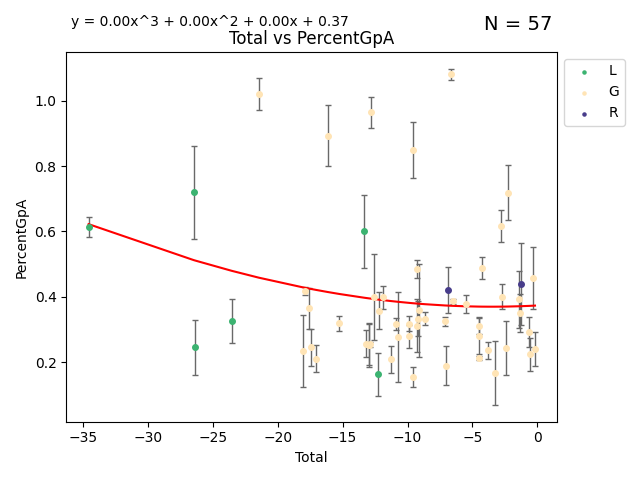 y = 0.00x^3 + 0.00x^2 + 0.00x + 0.37
N = 57
Total vs PercentGpA
L
G
R
1.0
0.8
0.6
0.4
0.2
PercentGpA
−35
−30
−25
−20
−15
−10
−5
0
Total